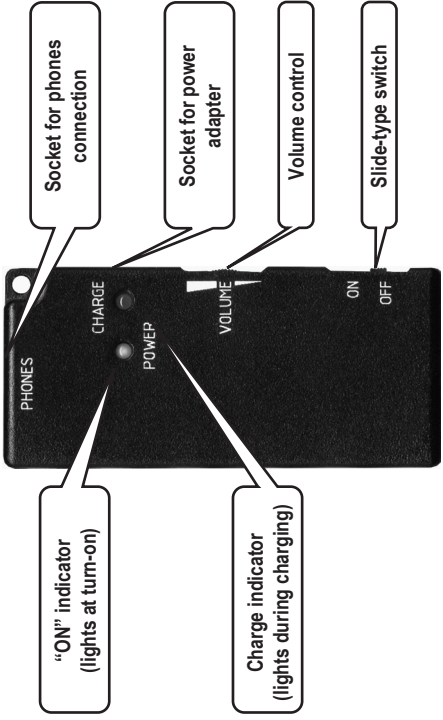 Socket for phones
connection
Socket for power
adapter
Volume control
Slide-type switch
PHONES
CHARGE
POWER
VOLUME
ON
OFF
“ON” indicator
(lights at turn-on)
Charge indicator
(lights during charging)